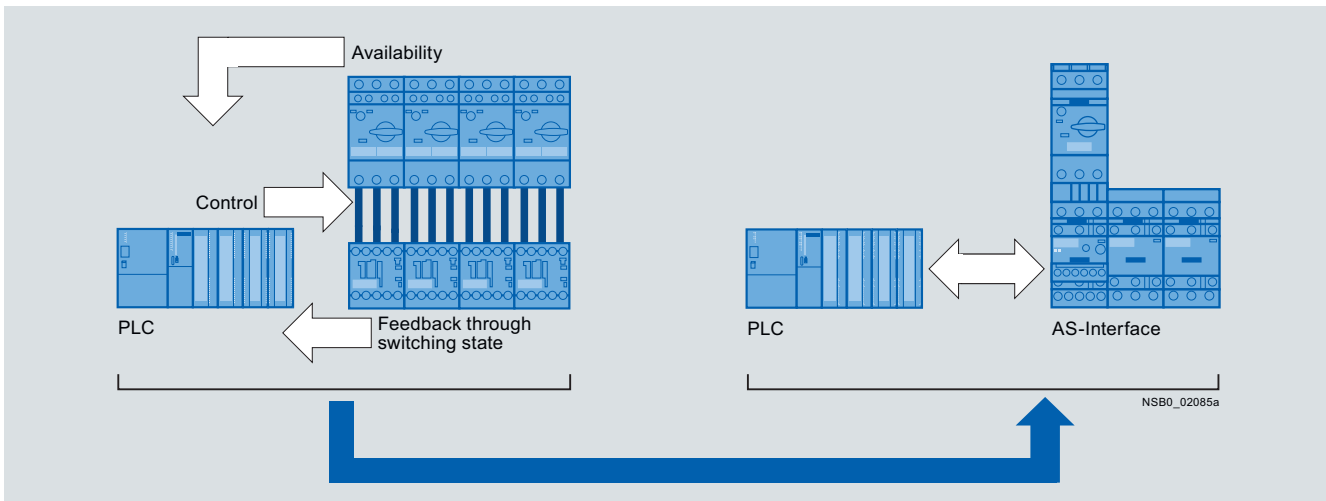 Availability
Control
PLC
Feedback through
switching state
PLC
AS-Interface
NSB0_02085a